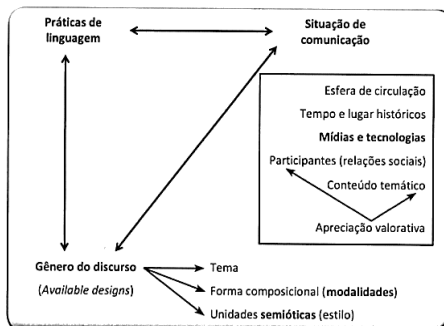 Práticas de
linguagem
Situação de
comunicação
Esfera de circulação
Tempo e lugar históricos
Mídias e tecnologias
Participantes (relações sociais)
Conteúdo temático
Apreciação valorativa
Gênero do discurso
(Available designs)
Tema
Forma composicional (modalidades)
Unidades semióticas (estilo)